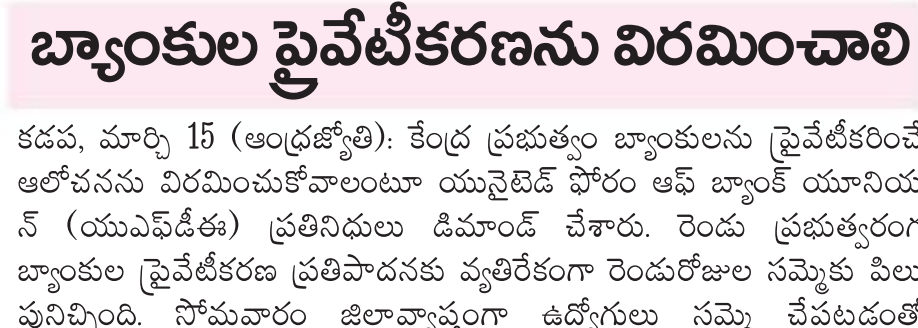 బ్యాంకుల ప్రైవేటీకరణను విరమించాలి
కడప, మార్చి 15 (ఆంధ్రజ్యోతి): కేంద్ర ప్రభుత్వం బ్యాంకులను ప్రైవేటీకరించే
ఆలోచనను విరమించుకోవాలంటూ యునైటెడ్ ఫోరం ఆఫ్ బ్యాంక్ యూనియ
న్ (యుఎఫ్‌డీఈ) ప్రతినిధులు డిమాండ్ చేశారు. రెండు ప్రభుత్వరంగ
బ్యాంకుల ప్రైవేటీకరణ ప్రతిపాదనకు వ్యతిరేకంగా రెండురోజుల సమ్మెకు పిలు
పునిచ్చింది. సోమవారం జిల్లావ్యాప్తంగా ఉద్యోగులు సమ్మె చేపటడంతో